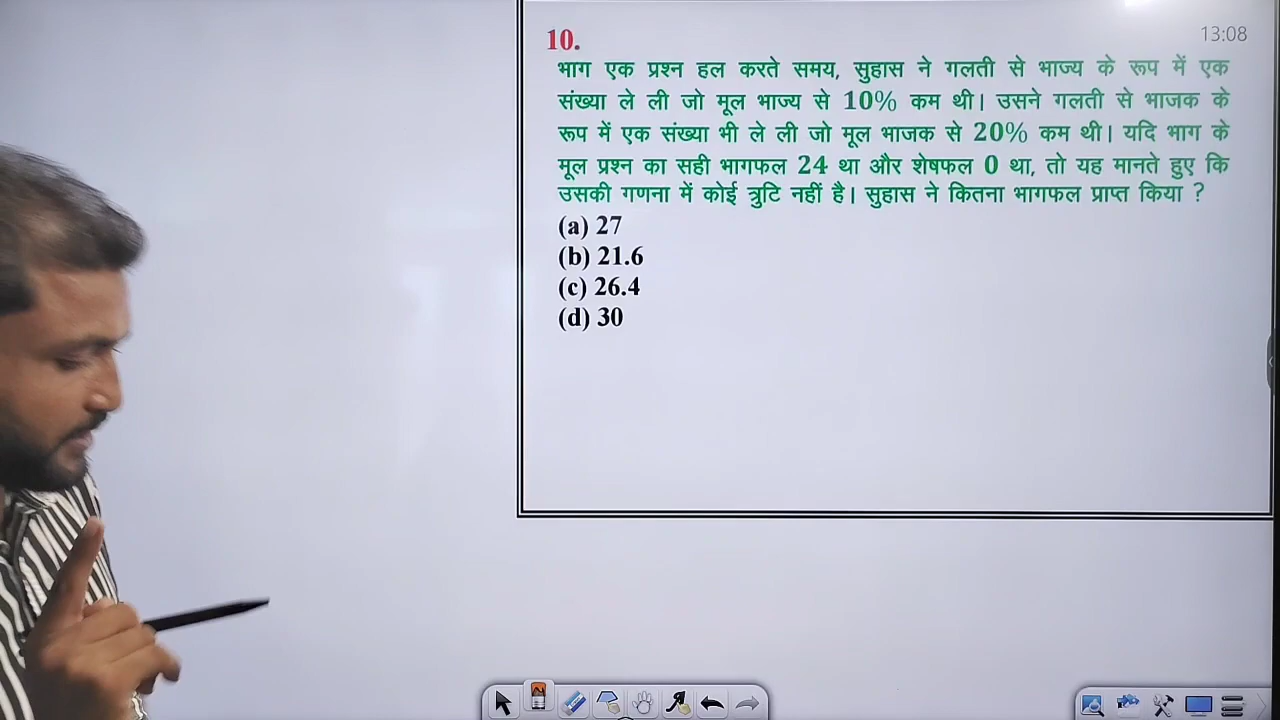 10.
13:08
भाग एक प्रश्न हल करते समय, सुहास ने गलती से भाज्य के रूप में एक
संख्या ले ली जो मूल भाज्य से 10% कम थी। उसने गलती से भाजक के
रूप में एक संख्या भी ले ली जो मूल भाजक से 20% कम थी। यदि भाग के
मूल प्रश्न का सही भागफल 24 था और शेषफल 0 था, तो यह मानते हुए कि
उसकी गणना में कोई त्रुटि नहीं है। सुहास ने कितना भागफल प्राप्त किया ?
(a) 27
(b) 21.6
(c) 26.4
(d) 30